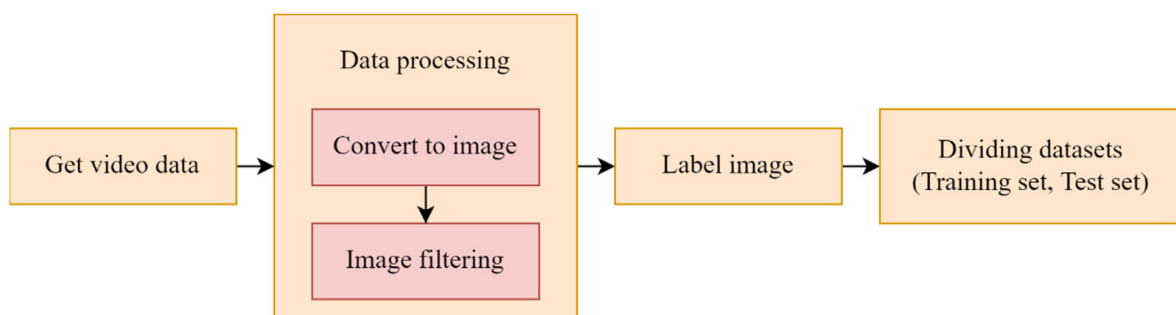 Get video data
Data processing
Convert to image
Image filtering
Label image
Dividing datasets
(Training set, Test set)